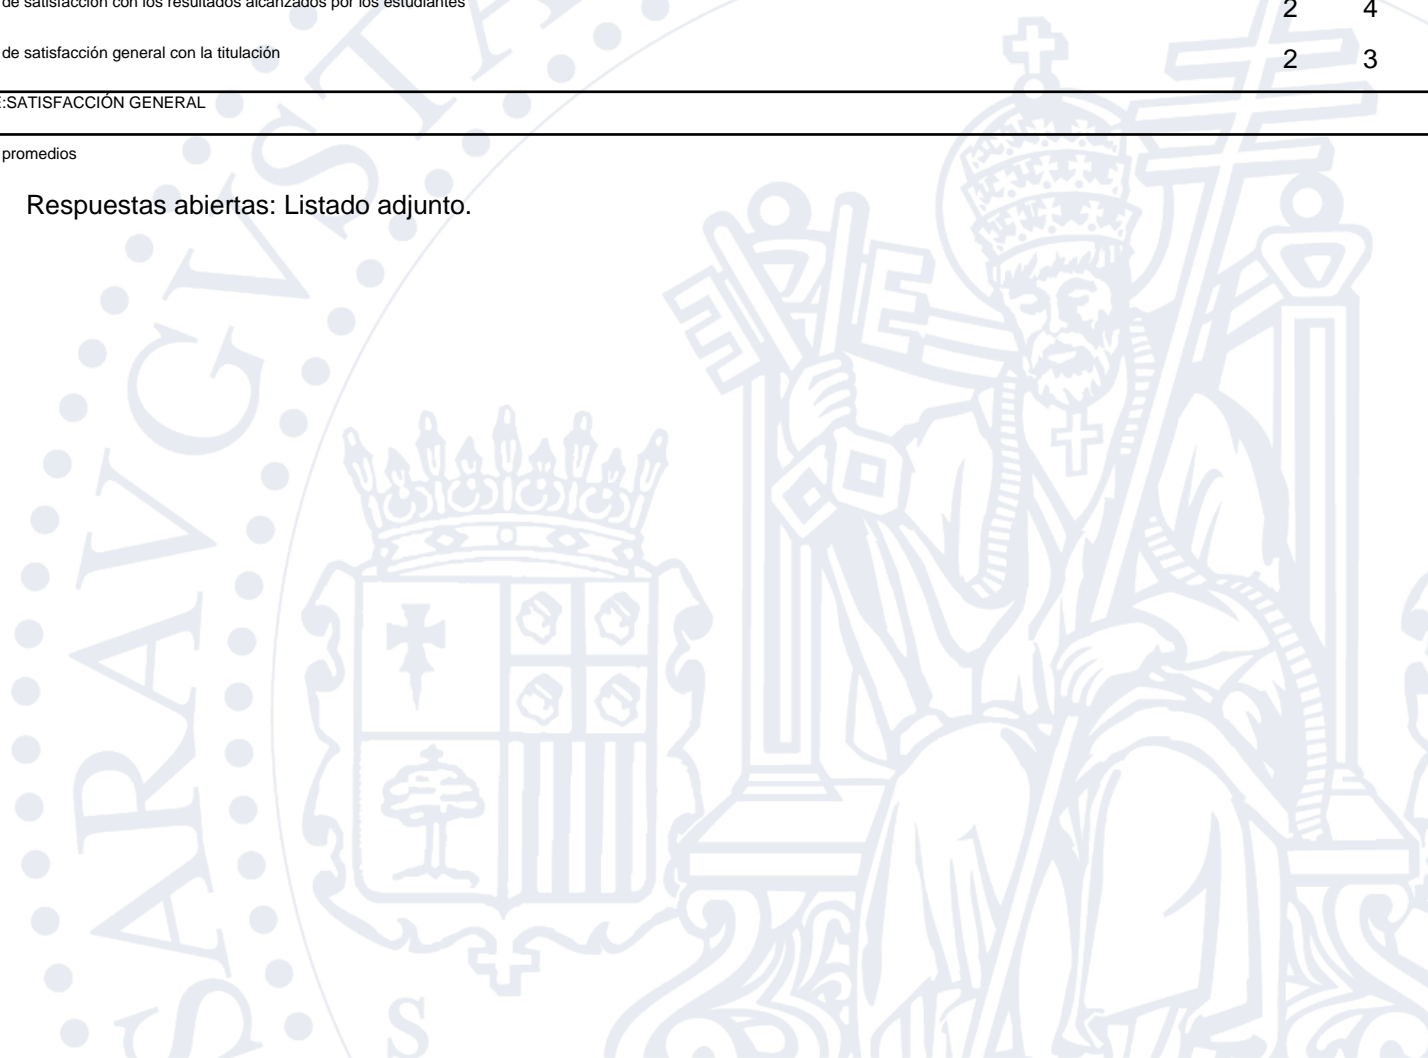 de satisfacción con los resultados alcanzados por los estudiantes 2 4
de satisfacción general con la titulación 2 3
:SATISFACCIÓN GENERAL
promedios
Respuestas abiertas: Listado adjunto.
SARAVGVSTA
S